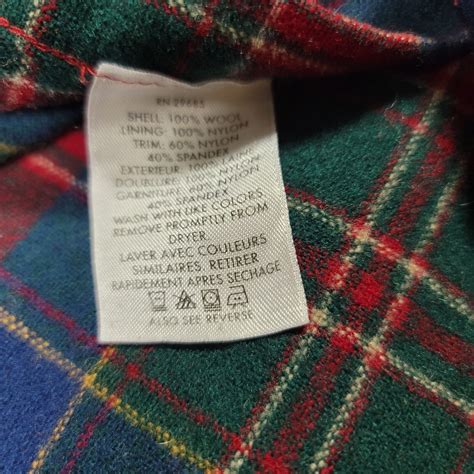 RN 29685
SHELL: 100% WOOL
LINING: 100% NYLON
TRIM: 60% NYLON
40% SPANDEX
EXTERIEUR: 100% LAINE
DOUBLURE: 100% NYLON
GARNITURE: 60% NYLON
40% SPANDEX
WASH WITH LIKE COLORS
REMOVE PROMPTLY FROM
DRYER.
LAVER AVEC COULEURS
SIMILAIRES. RETIRER
RAPIDEMENT APRÈS SECHAGE
ALSO SEE REVERSE